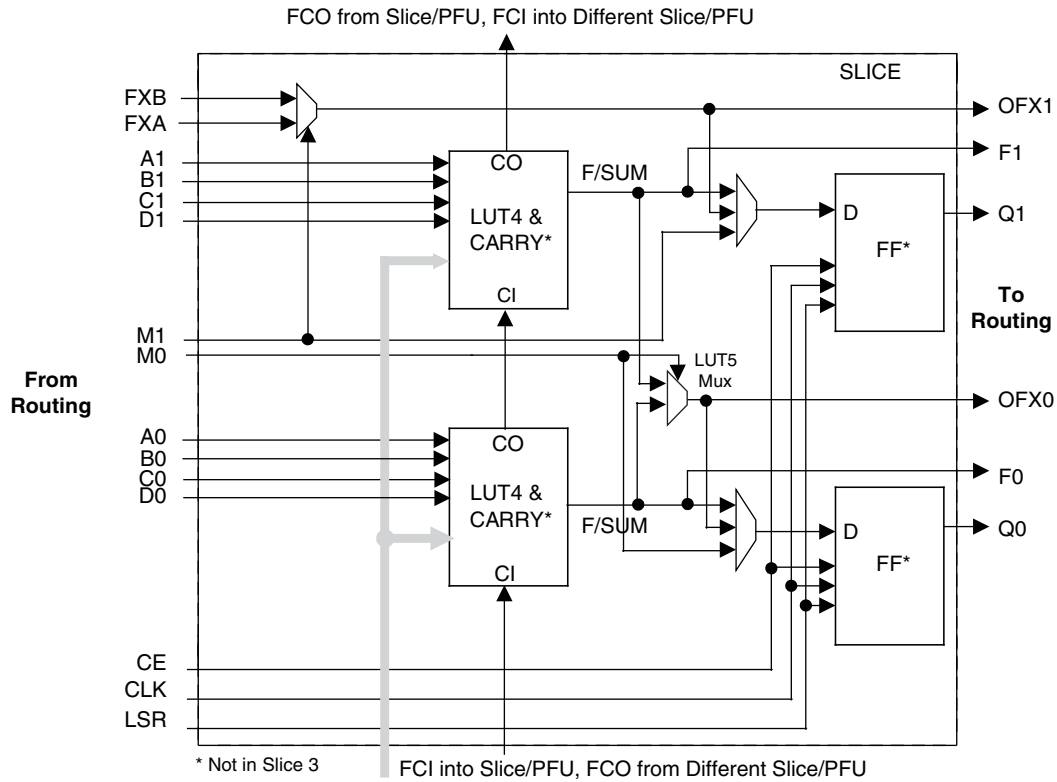 FCO from Slice/PFU, FCI into Different Slice/PFU
SLICE
FXB
FXA
OFX1
F1
A1
B1
C1
D1
CO
LUT4 &
CARRY*
CI
F/SUM
D
FF*
Q1
To
Routing
M1
M0
From
Routing
LUT5
Mux
OFX0
A0
B0
C0
D0
CO
LUT4 &
CARRY*
CI
F/SUM
F0
D
FF*
Q0
CE
CLK
LSR
* Not in Slice 3
FCI into Slice/PFU, FCO from Different Slice/PFU